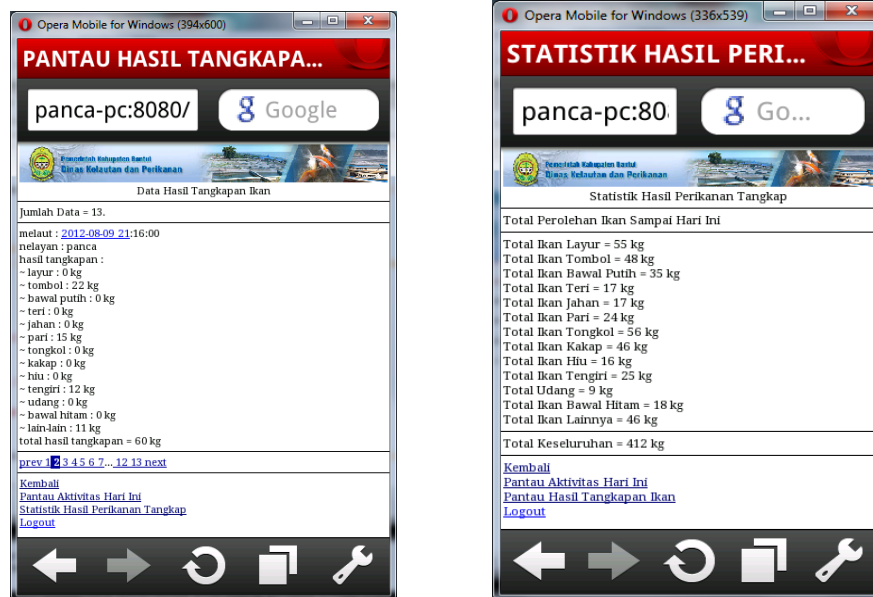 Opera Mobile for Windows (394x600)
PANTAU HASIL TANGKAPA...
panca-pc:8080/
Google
Pemerintah Kabupaten Bantul
Dinas Kelautan dan Perikanan
Data Hasil Tangkapan Ikan
Jumlah Data = 13.
melaut : 2012-08-09 21:16:00
nelayan : panca
hasil tangkapan :
~ layur : 0 kg
~ tombol : 22 kg
~ bawal putih : 0 kg
~ teri : 0 kg
~ jahan : 0 kg
~ pari : 15 kg
~ tongkol : 0 kg
~ kakap : 0 kg
~ hiu : 0 kg
~ tengiri : 12 kg
~ udang : 0 kg
~ bawal hitam : 0 kg
~ lain-lain : 11 kg
total hasil tangkapan = 60 kg
prev 1 2 3 4 5 6 7... 12 13 next
Kembali
Pantau Aktivitas Hari Ini
Statistik Hasil Perikanan Tangkap
Logout
Opera Mobile for Windows (336x539)
STATISTIK HASIL PERI...
panca-pc:80
Go...
Pemerintah Kabupaten Bantul
Dinas Kelautan dan Perikanan
Statistik Hasil Perikanan Tangkap
Total Perolehan Ikan Sampai Hari Ini
Total Ikan Layur = 55 kg
Total Ikan Tombol = 48 kg
Total Ikan Bawal Putih = 35 kg
Total Ikan Teri = 17 kg
Total Ikan Jahan = 17 kg
Total Ikan Pari = 24 kg
Total Ikan Tongkol = 56 kg
Total Ikan Kakap = 46 kg
Total Ikan Hiu = 16 kg
Total Ikan Tengiri = 25 kg
Total Udang = 9 kg
Total Ikan Bawal Hitam = 18 kg
Total Ikan Lainnya = 46 kg
Total Keseluruhan = 412 kg
Kembali
Pantau Aktivitas Hari Ini
Pantau Hasil Tangkapan Ikan
Logout